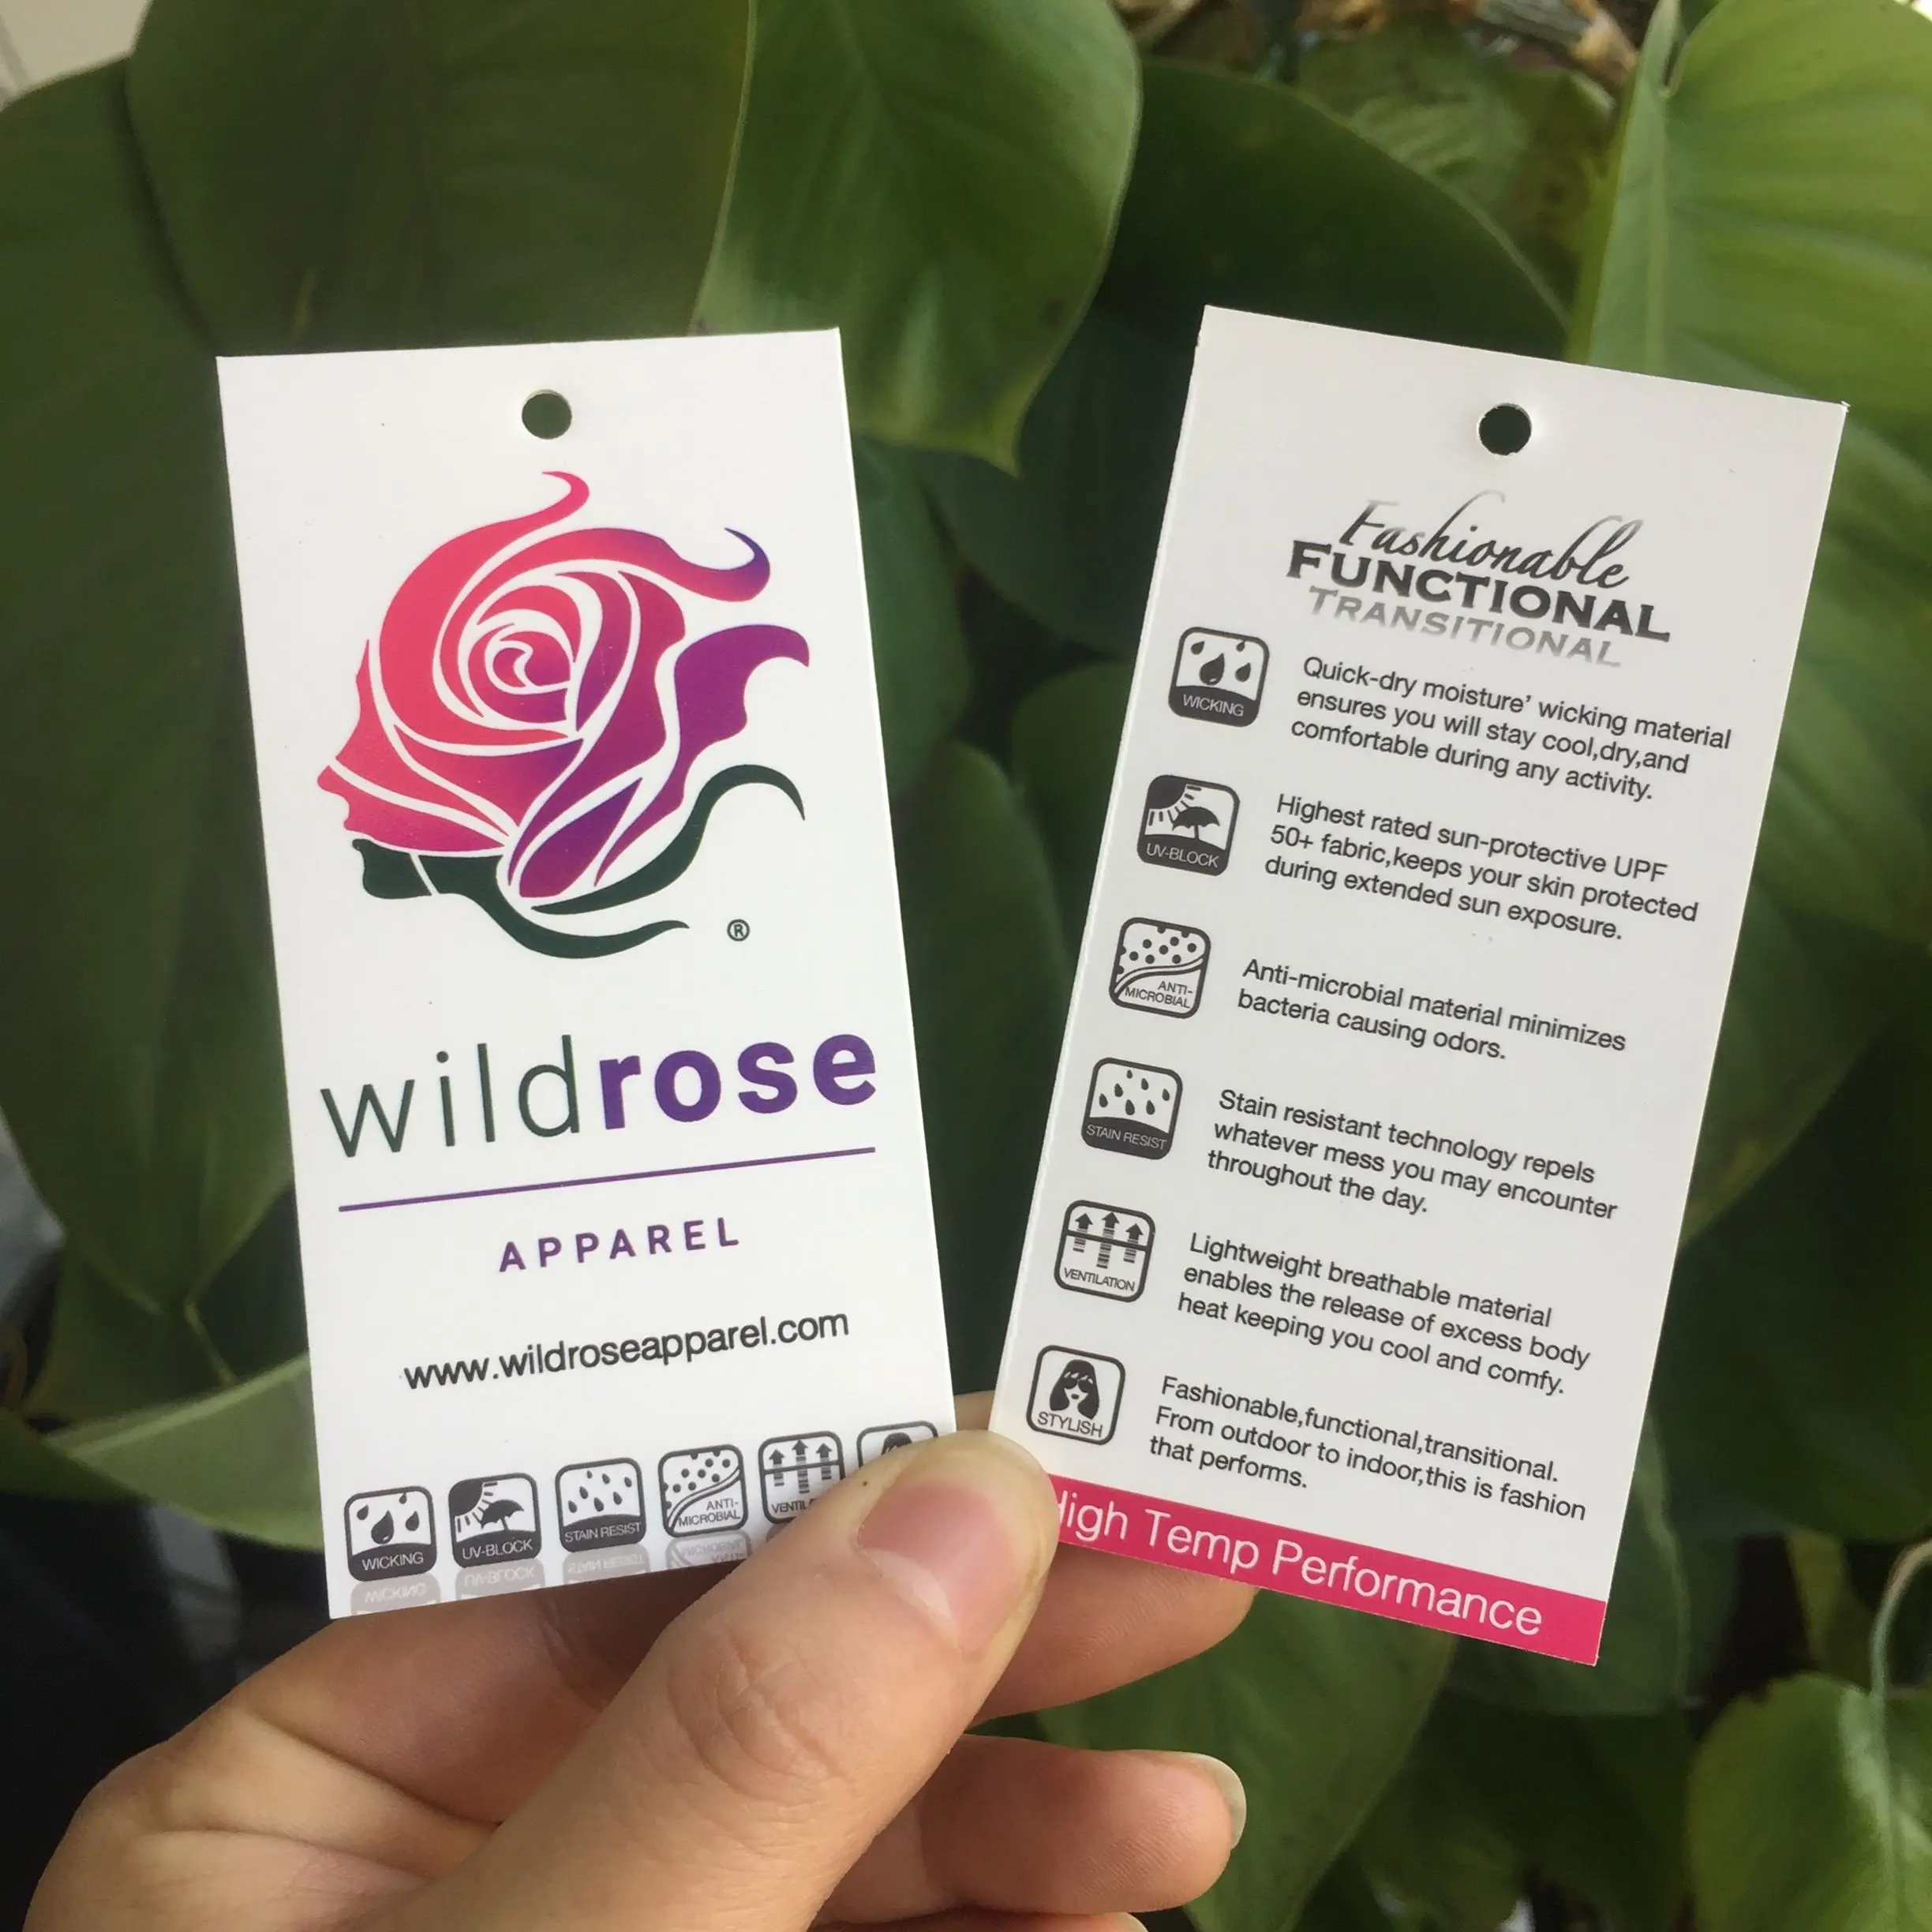 ®
wildrose
APPAREL
www.wildroseapparel.com
WICKING
UV-BLOCK
STAIN RESIST
ANTI-
MICROBIAL
Fashionable
FUNCTIONAL
TRANSITIONAL
WICKING
Quick-dry moisture' wicking material
ensures you will stay cool,dry,and
comfortable during any activity.
UV-BLOCK
Highest rated sun-protective UPF
50+ fabric,keeps your skin protected
during extended sun exposure.
ANTI-
MICROBIAL
Anti-microbial material minimizes
bacteria causing odors.
STAIN RESIST
Stain resistant technology repels
whatever mess you may encounter
throughout the day.
VENTILATION
Lightweight breathable material
enables the release of excess body
heat keeping you cool and comfy.
STYLISH
Fashionable,functional,transitional.
From outdoor to indoor,this is fashion
that performs.
High Temp Performance